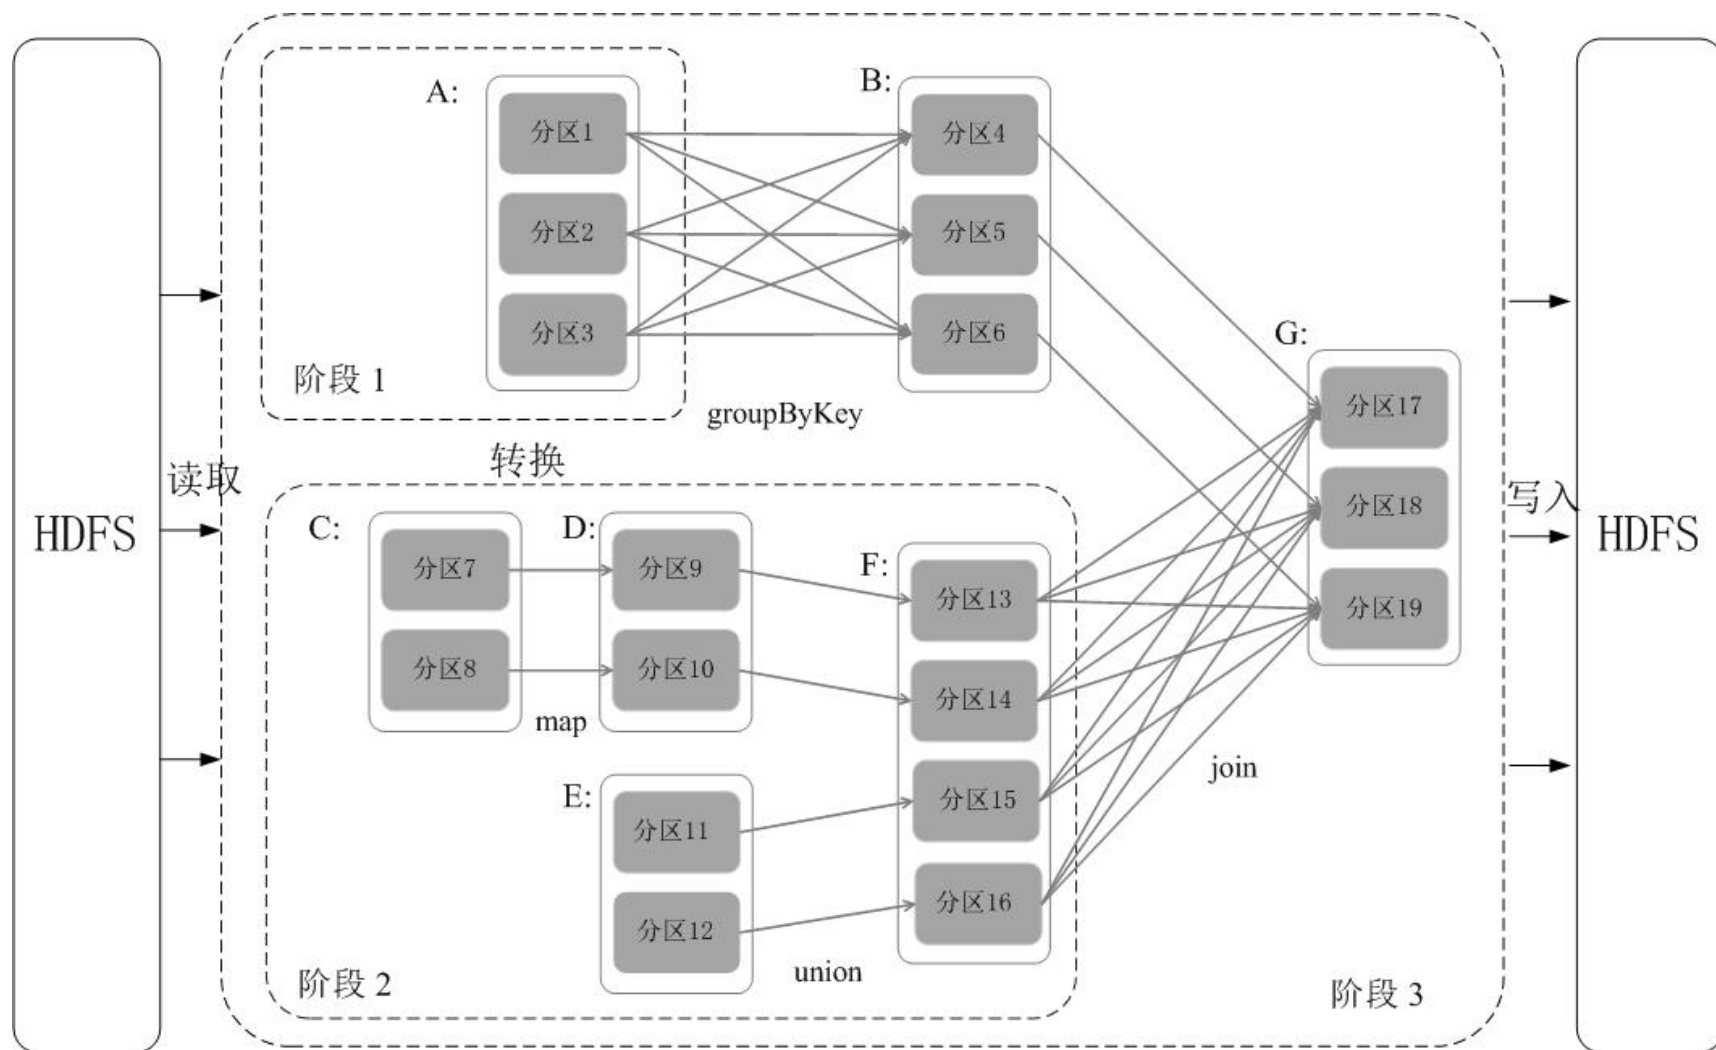 HDFS
读取
转换
A:
分区1
分区2
分区3
阶段 1
groupByKey
B:
分区4
分区5
分区6
C:
分区7
分区8
map
D:
分区9
分区10
E:
分区11
分区12
union
F:
分区13
分区14
分区15
分区16
阶段 2
join
G:
分区17
分区18
分区19
阶段 3
写入
HDFS